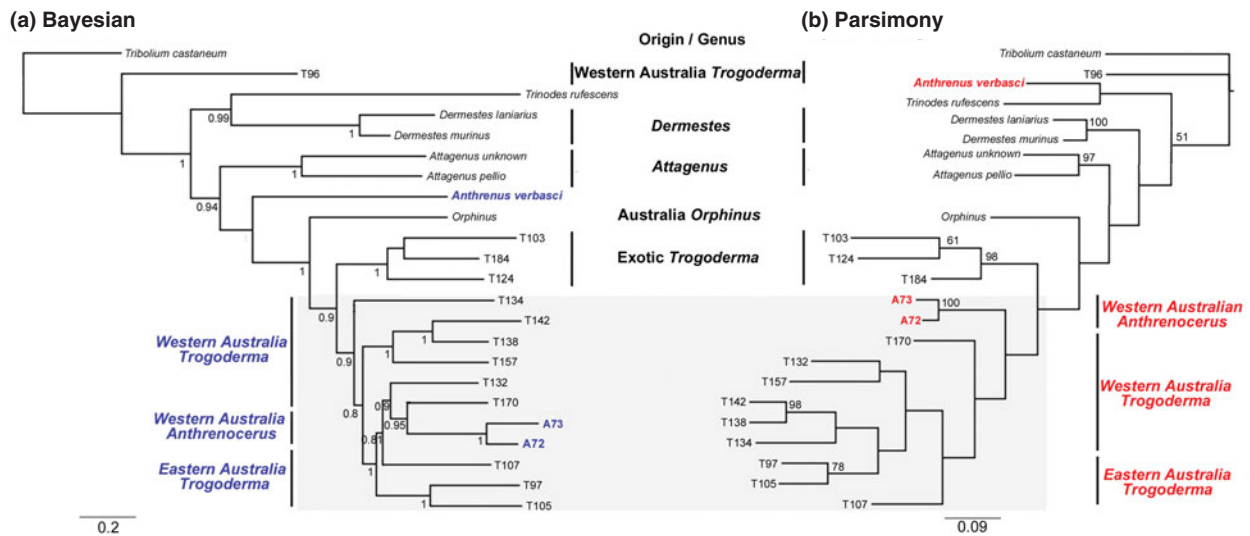 (a) Bayesian
(b) Parsimony
Origin / Genus
Tribolium castaneum
T96
Trinodes rufescens
0.99
Dermestes laniarius
1
Dermestes murinus
1
Attagenus unknown
1
Attagenus pellio
0.94
Anthrenus verbasci
Orphinus
1
T103
T184
1
T124
0.9
T134
T142
1
T138
0.9
1
T157
T132
0.8
0.9
T170
0.95
A73
1
A72
0.81
T107
1
T97
1
T105
0.2
Western Australia
Trogoderma
Western Australia
Anthrenocerus
Eastern Australia
Trogoderma
Western Australia Trogoderma
Dermestes
Attagenus
Australia Orphinus
Exotic Trogoderma
Tribolium castaneum
T96
Anthrenus verbasci
Trinodes rufescens
Dermestes laniarius
100
51
Dermestes murinus
Attagenus unknown
97
Attagenus pellio
Orphinus
T103
61
T124
98
T184
A73
100
A72
T170
T132
T157
T142
98
T138
T134
T97
78
T105
T107
0.09
Western Australian
Anthrenocerus
Western Australia
Trogoderma
Eastern Australia
Trogoderma